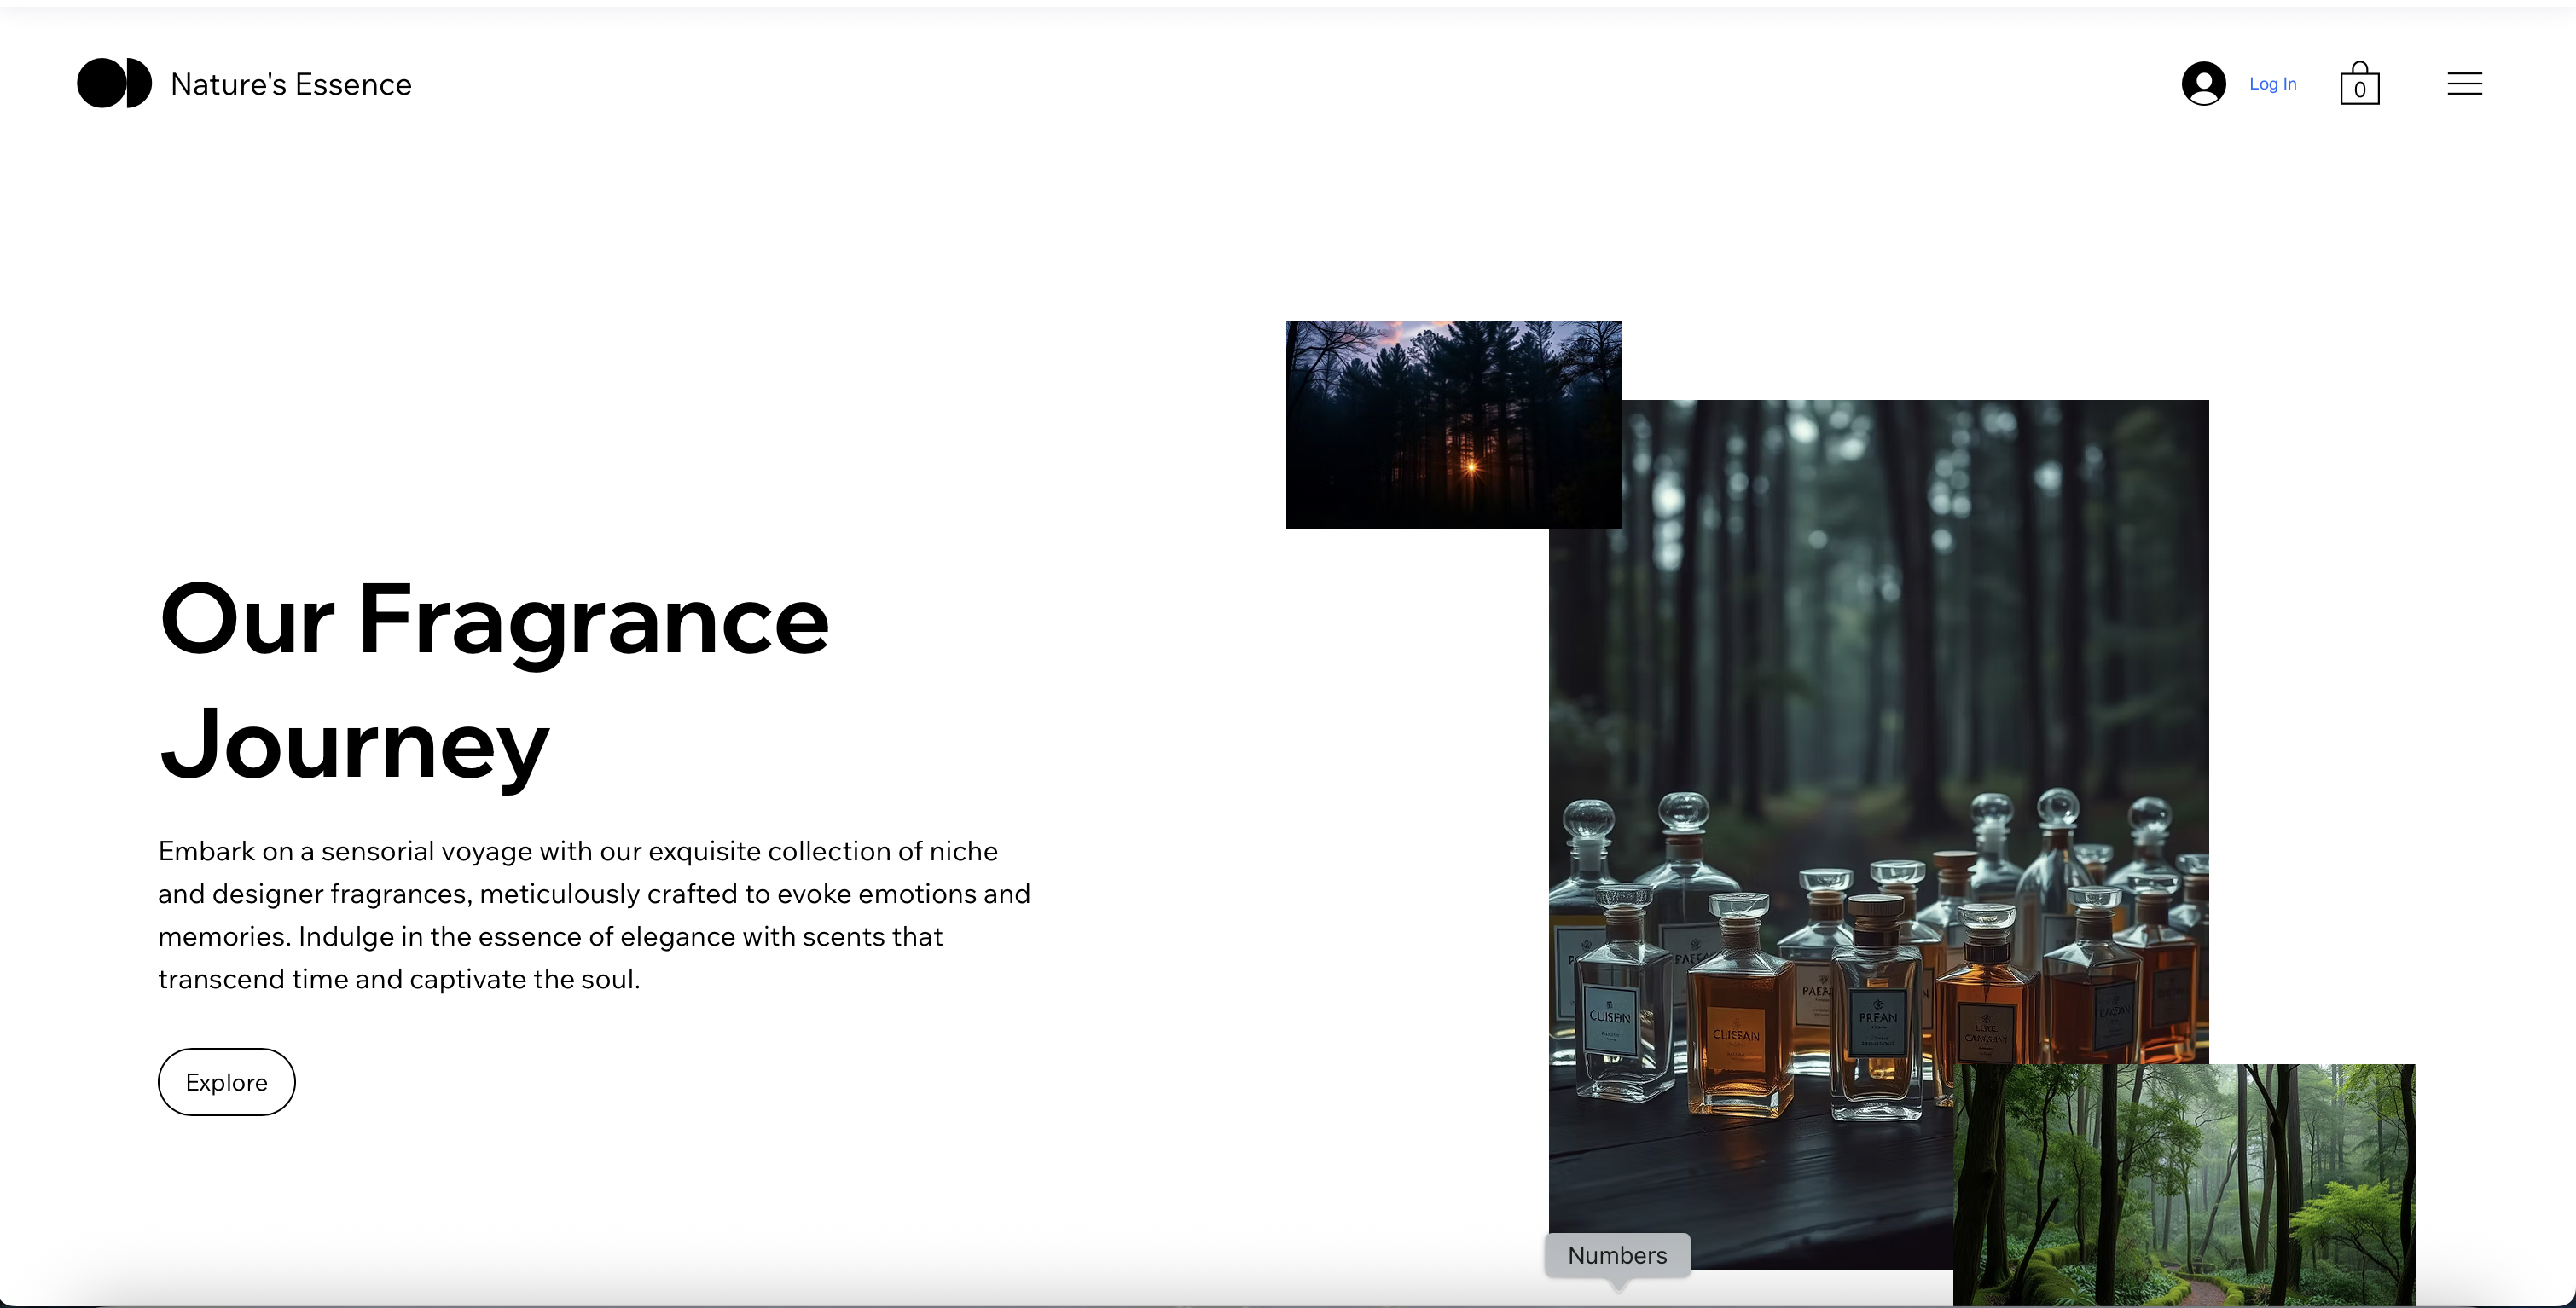 Nature's Essence
Log In
0
Our Fragrance
Journey
Embark on a sensorial voyage with our exquisite collection of niche
and designer fragrances, meticulously crafted to evoke emotions and
memories. Indulge in the essence of elegance with scents that
transcend time and captivate the soul.
Explore
CUISEN
CLIEEAN
PREAN
Numbers